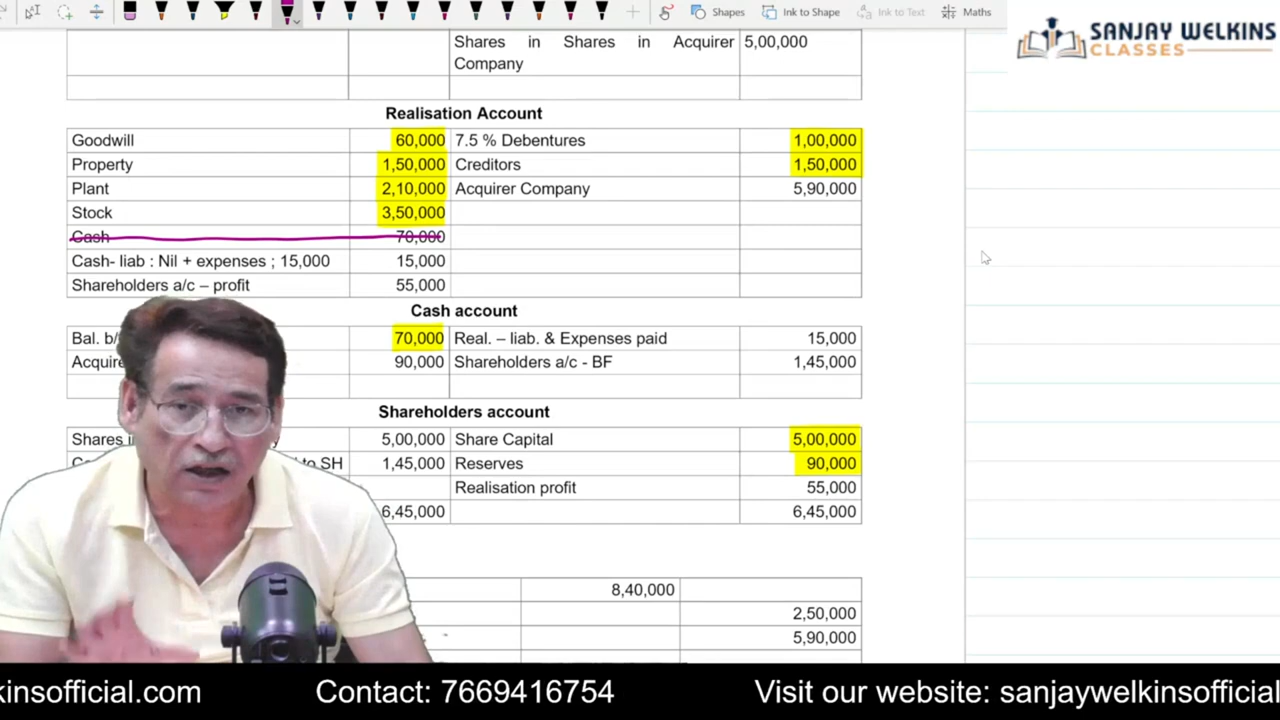 Shapes Ink to Shape Ink to Text Maths
SANJAY WELKINS
CLASSES
Shares in Shares in Acquirer 5,00,000
Company
Realisation Account
Goodwill 60,000 7.5 % Debentures 1,00,000
Property 1,50,000 Creditors 1,50,000
Plant 2,10,000 Acquirer Company 5,90,000
Stock 3,50,000
Cash 70,000
Cash- liab : Nil + expenses ; 15,000 15,000
Shareholders a/c – profit 55,000
Cash account
Bal. 70,000 Real. – liab. & Expenses paid 15,000
90,000 Shareholders a/c - BF 1,45,000
Shareholders account
Shares 5,00,000 Share Capital 5,00,000
to SH 1,45,000 Reserves 90,000
Realisation profit 55,000
6,45,000 6,45,000
8,40,000
2,50,000
5,90,000
kinsofficial.com Contact: 7669416754 Visit our website: sanjaywelkinsofficial